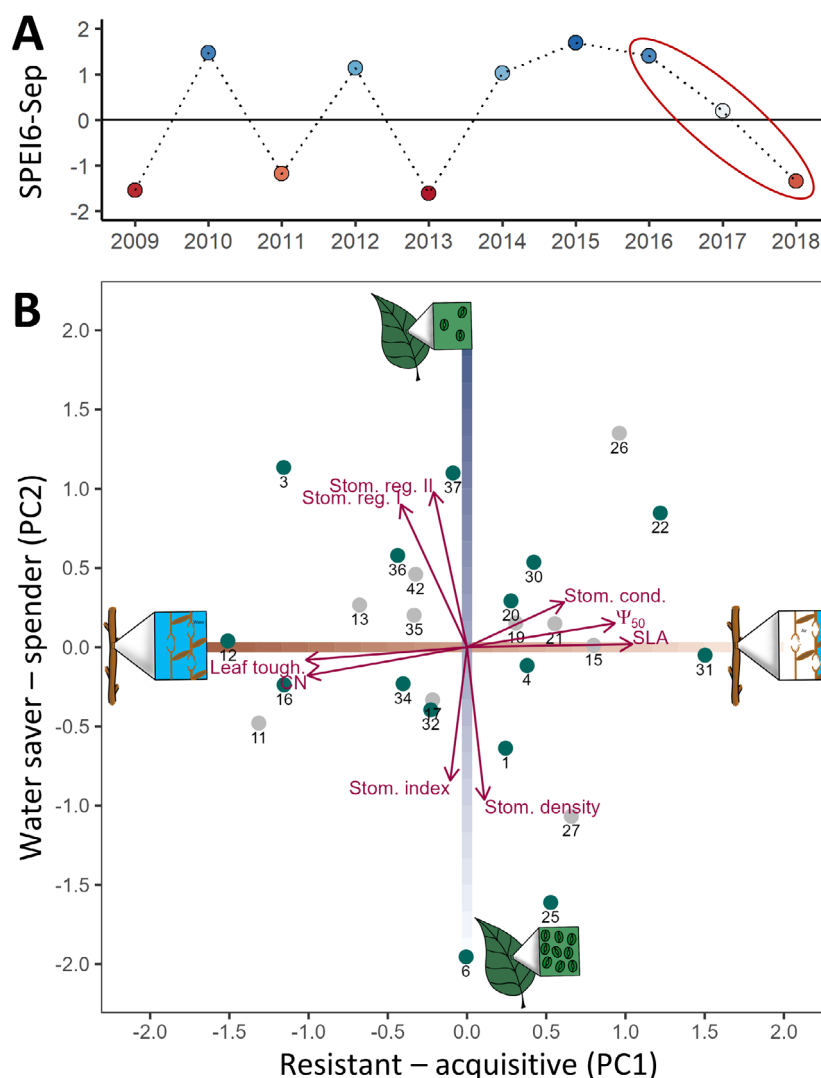 A
SPEI6-Sep
2
1
0
-1
-2
2009 2010 2011 2012 2013 2014 2015 2016 2017 2018
B
Water saver – spender (PC2)
2.0
1.5
1.0
0.5
0.0
-0.5
-1.0
-1.5
-2.0
26
3
37
22
Stom. reg. II
Stom. reg. I
36
30
42
13
20
Stom. cond.
35
19
21
Ψ50
SLA
12
15
31
Leaf tough.
CN
4
16
34
17
32
11
1
Stom. index
Stom. density
27
25
6
Water
Air
-2.0 -1.5 -1.0 -0.5 0.0 0.5 1.0 1.5 2.0
Resistant – acquisitive (PC1)